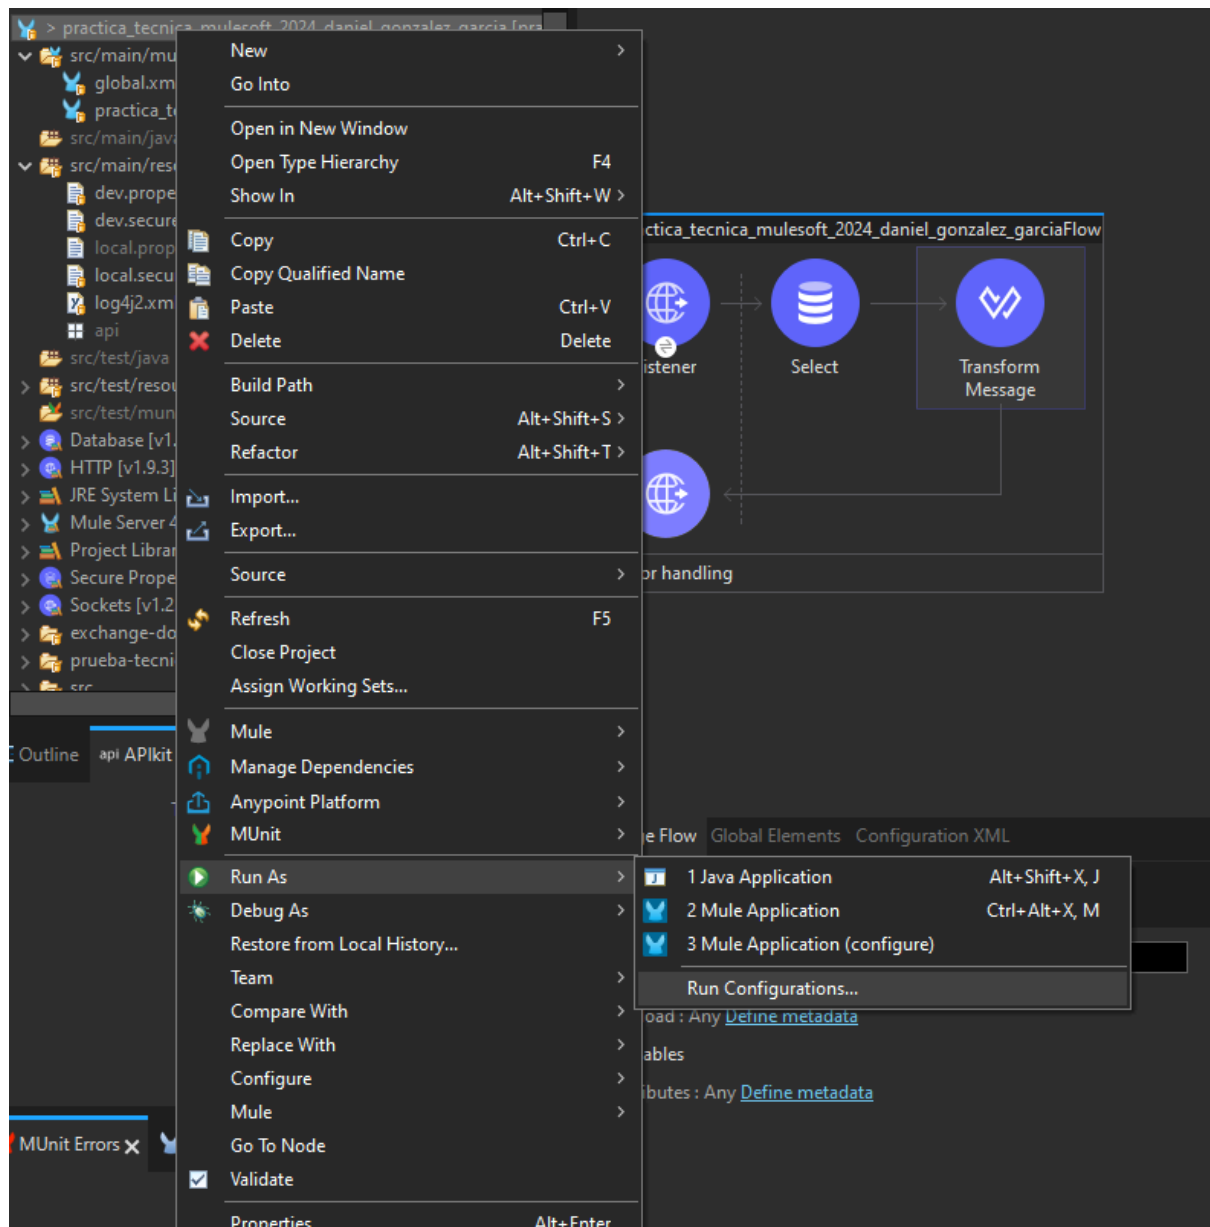 > practica_tecnica_mulesoft_2024_daniel_gonzalez_garcia [pra
src/main/mu
global.xm
practica_te
src/main/java
src/main/res
dev.prope
dev.secure
local.prop
local.secu
log4j2.xm
api
src/test/java
src/test/resou
src/test/mun
Database [v1.
HTTP [v1.9.3]
JRE System Li
Mule Server 4
Project Librar
Secure Prope
Sockets [v1.2
exchange-do
prueba-tecni
src
Outline
api APIkit
MUnit Errors
New
Go Into
Open in New Window
Open Type Hierarchy F4
Show In Alt+Shift+W >
Copy Ctrl+C
Copy Qualified Name
Paste Ctrl+V
Delete Delete
Build Path
Source Alt+Shift+S >
Refactor Alt+Shift+T >
Import...
Export...
Source
Refresh F5
Close Project
Assign Working Sets...
Mule
Manage Dependencies
Anypoint Platform
MUnit
Run As
Debug As
Restore from Local History...
Team
Compare With
Replace With
Configure
Mule
Go To Node
Validate
Properties Alt+Enter
1 Java Application Alt+Shift+X, J
2 Mule Application Ctrl+Alt+X, M
3 Mule Application (configure)
Run Configurations...
ctica_tecnica_mulesoft_2024_daniel_gonzalez_garciaFlow
istener
Select
Transform
Message
or handling
ge Flow Global Elements Configuration XML
oad : Any Define metadata
ables
ibutes : Any Define metadata